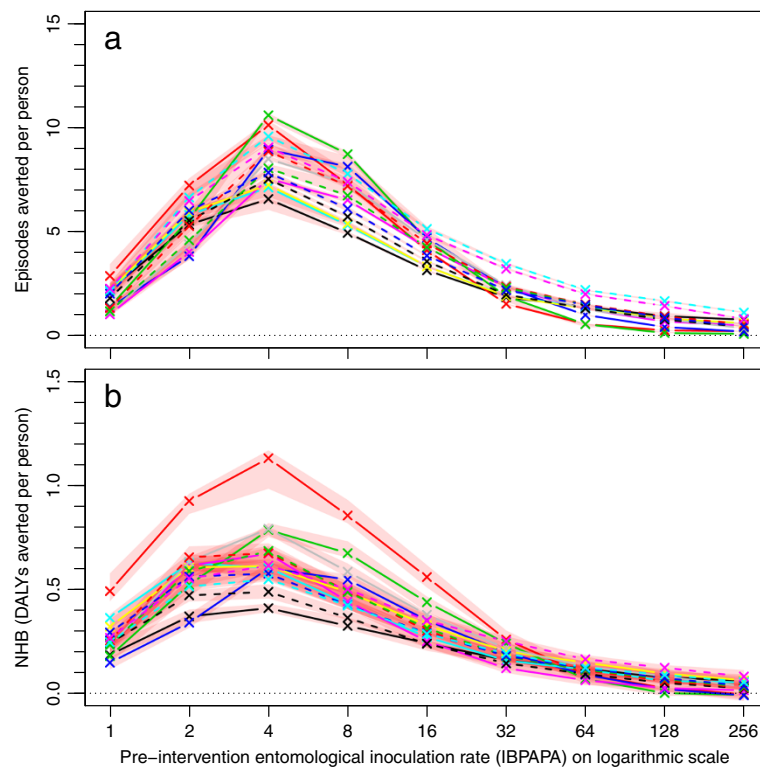 a
15
10
5
0
Episodes averted per person
b
1.5
1.0
0.5
0.0
NHB (DALYs averted per person)
1 2 4 8 16 32 64 128 256
Pre−intervention entomological inoculation rate (IBPAPA) on logarithmic scale